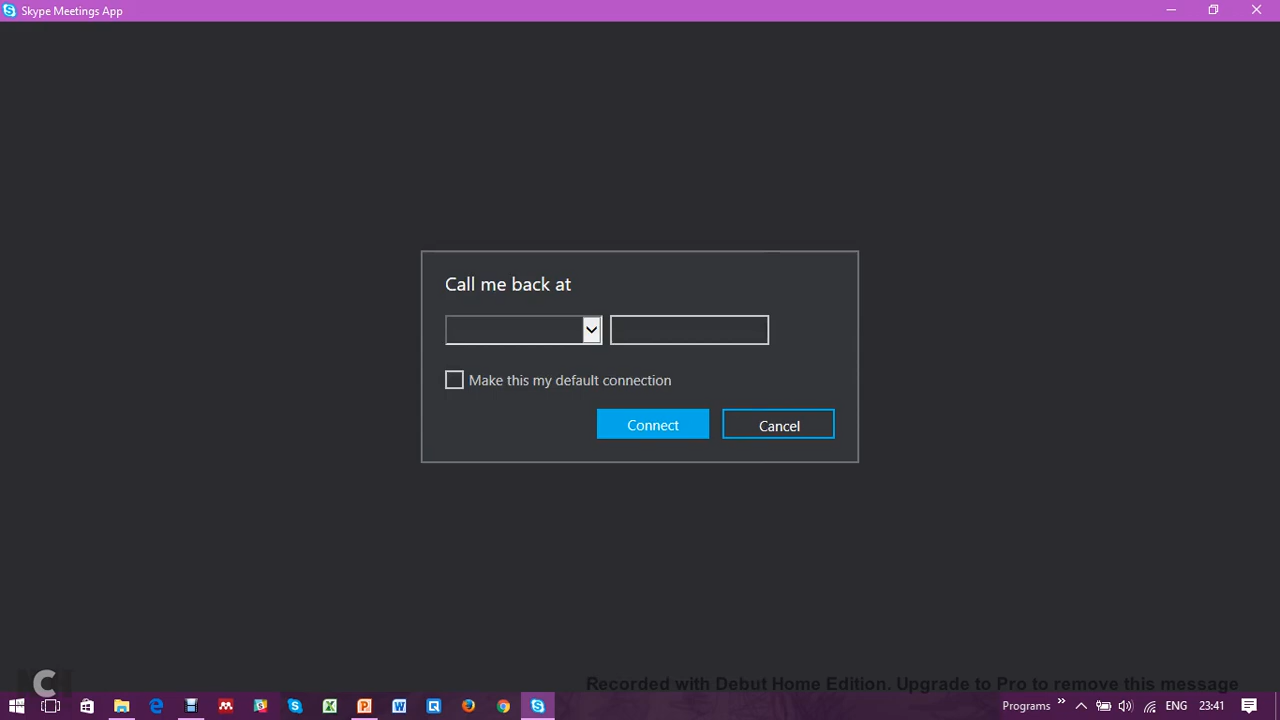 Skype Meetings App
Call me back at
Make this my default connection
Connect
Cancel
Recorded with Debut Home Edition. Upgrade to Pro to remove this message
Programs
ENG
23:41